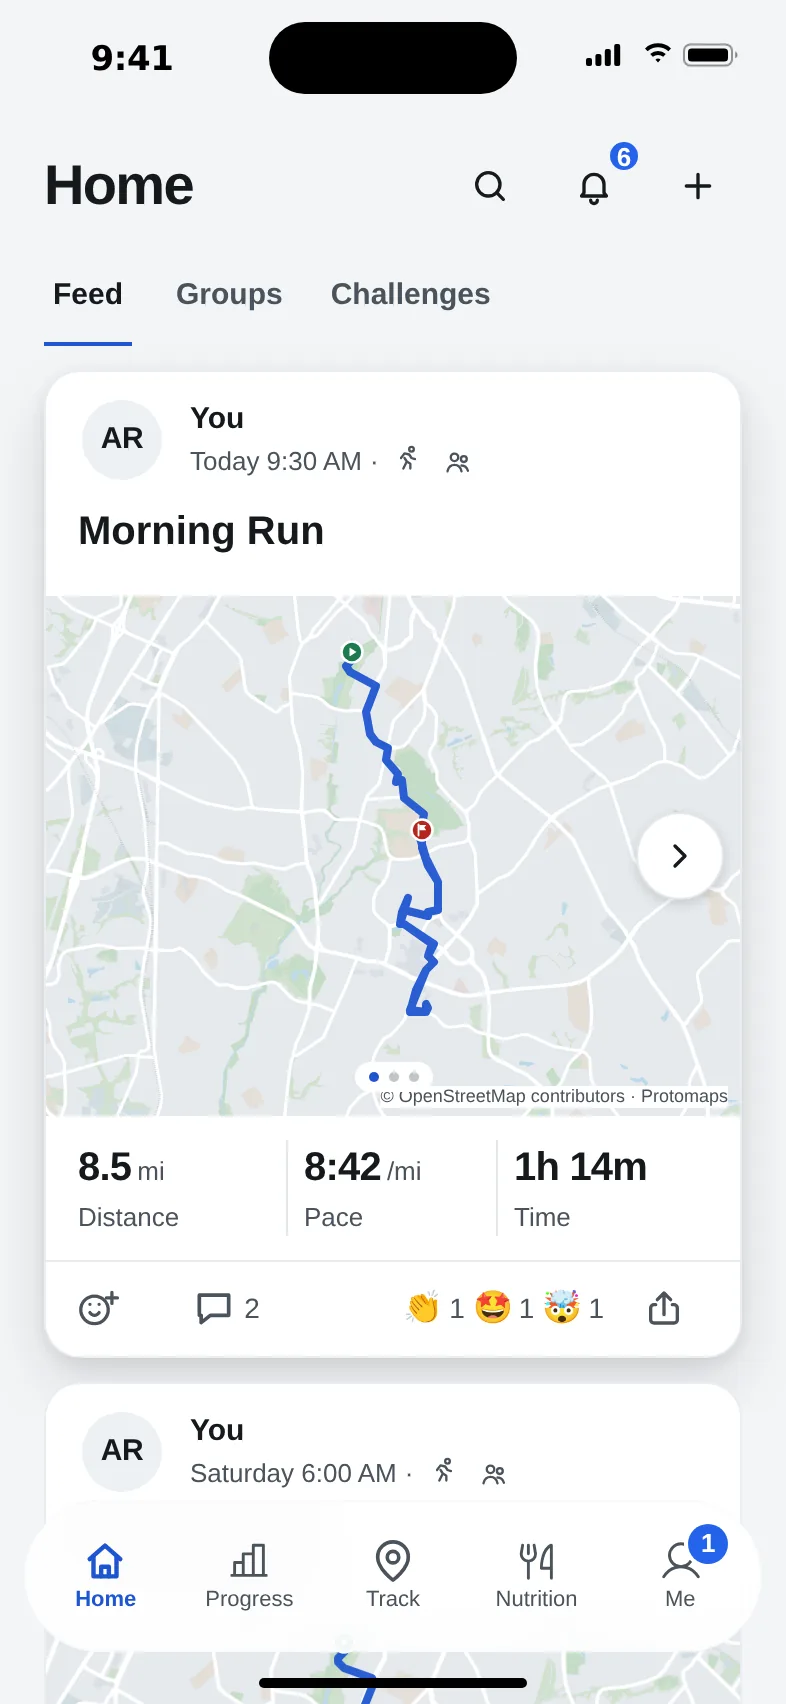 9:41
Home
6
Feed Groups Challenges
AR
You
Today 9:30 AM ·
Morning Run
© OpenStreetMap contributors · Protomaps
8.5 mi 8:42 /mi 1h 14m
Distance Pace Time
2 1 1 1
AR
You
Saturday 6:00 AM ·
1
Home Progress Track Nutrition Me